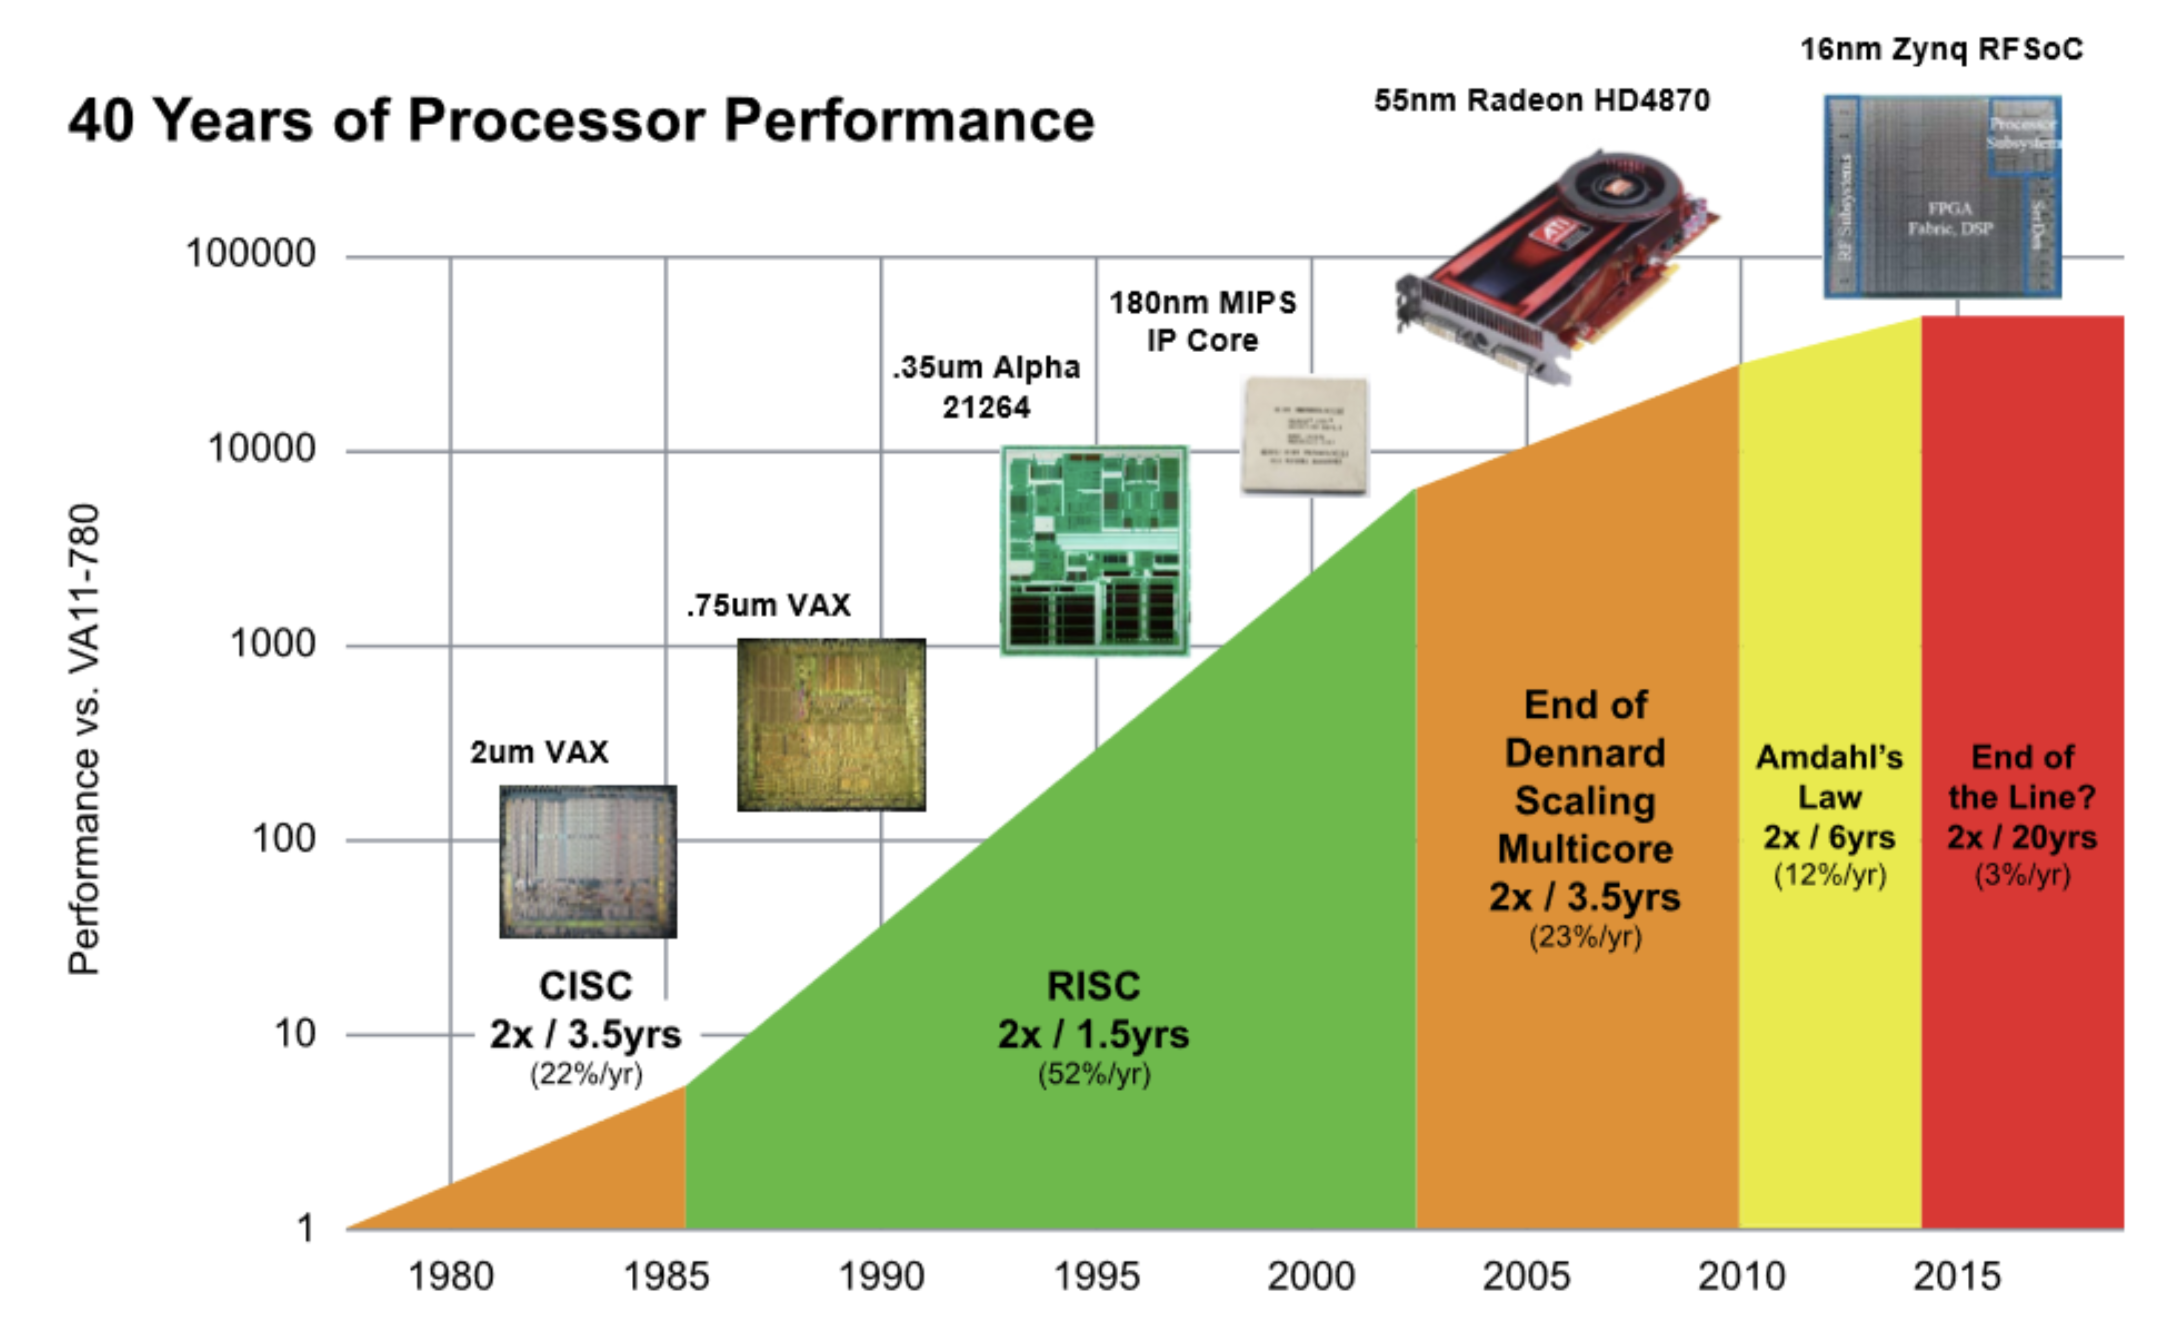 16nm Zynq RFSoC
55nm Radeon HD4870
40 Years of Processor Performance
Processor
Subsystem
RF Subsystems
FPGA
Fabric, DSP
SerDes
ATI
100000
180nm MIPS
IP Core
.35um Alpha
21264
10000
.75um VAX
1000
2um VAX
100
10
1
Performance vs. VA11-780
CISC
2x / 3.5yrs
(22%/yr)
RISC
2x / 1.5yrs
(52%/yr)
End of
Dennard
Scaling
Multicore
2x / 3.5yrs
(23%/yr)
Amdahl’s
Law
2x / 6yrs
(12%/yr)
End of
the Line?
2x / 20yrs
(3%/yr)
1980
1985
1990
1995
2000
2005
2010
2015